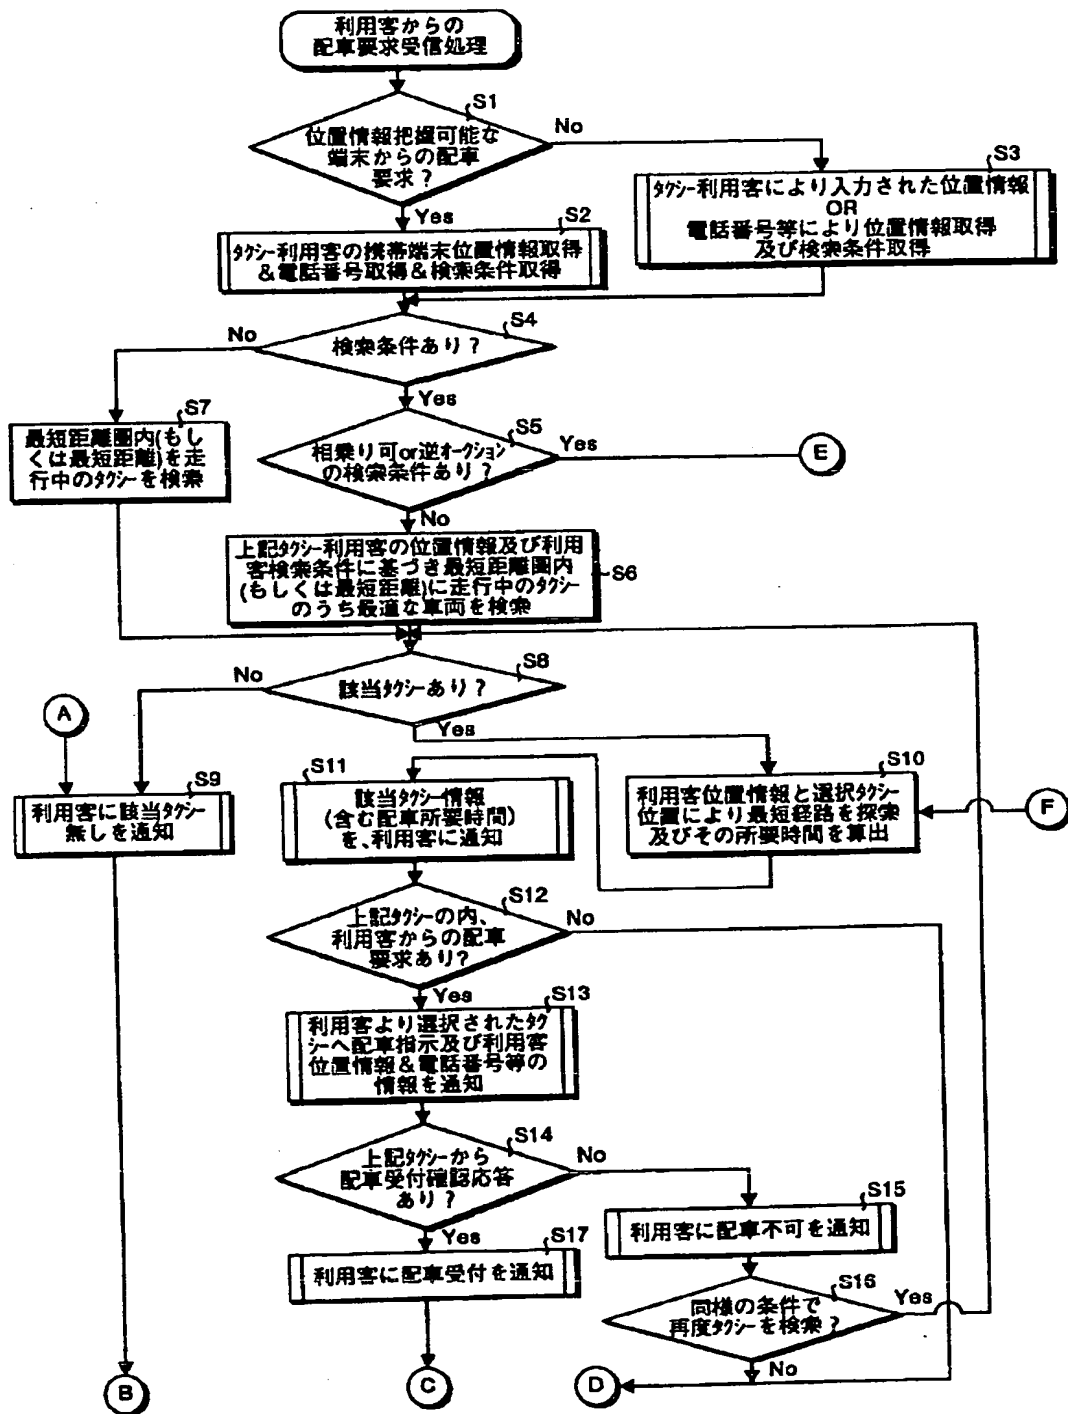 利用客からの
配車要求受信処理
S1
位置情報把握可能な
端末からの配車
要求？
No
Yes
S3
タクシー利用客により入力された位置情報
OR
電話番号等により位置情報取得
及び検索条件取得
S2
タクシー利用客の携帯端末位置情報取得
＆電話番号取得＆検索条件取得
S4
検索条件あり？
No
Yes
S7
最短距離圏内(もし
くは最短距離)を走
行中のタクシーを検索
S5
相乗り可or逆オークション
の検索条件あり？
Yes
E
No
上記タクシー利用客の位置情報及び利用
客検索条件に基づき最短距離圏内
(もしくは最短距離)に走行中のタクシー
のうち最適な車両を検索
S6
S8
該当タクシーあり？
No
Yes
A
S9
利用客に該当タクシー
無しを通知
S11
該当タクシー情報
(含む配車所要時間)
を、利用客に通知
S10
利用客位置情報と選択タクシー
位置により最短経路を探索
及びその所要時間を算出
F
S12
上記タクシーの内、
利用客からの配車
要求あり？
No
Yes
S13
利用客より選択されたタク
シーへ配車指示及び利用客
位置情報＆電話番号等の
情報を通知
S14
上記タクシーから
配車受付確認応答
あり？
No
Yes
S15
利用客に配車不可を通知
S17
利用客に配車受付を通知
S16
同様の条件で
再度タクシーを検索？
Yes
No
B
C
D